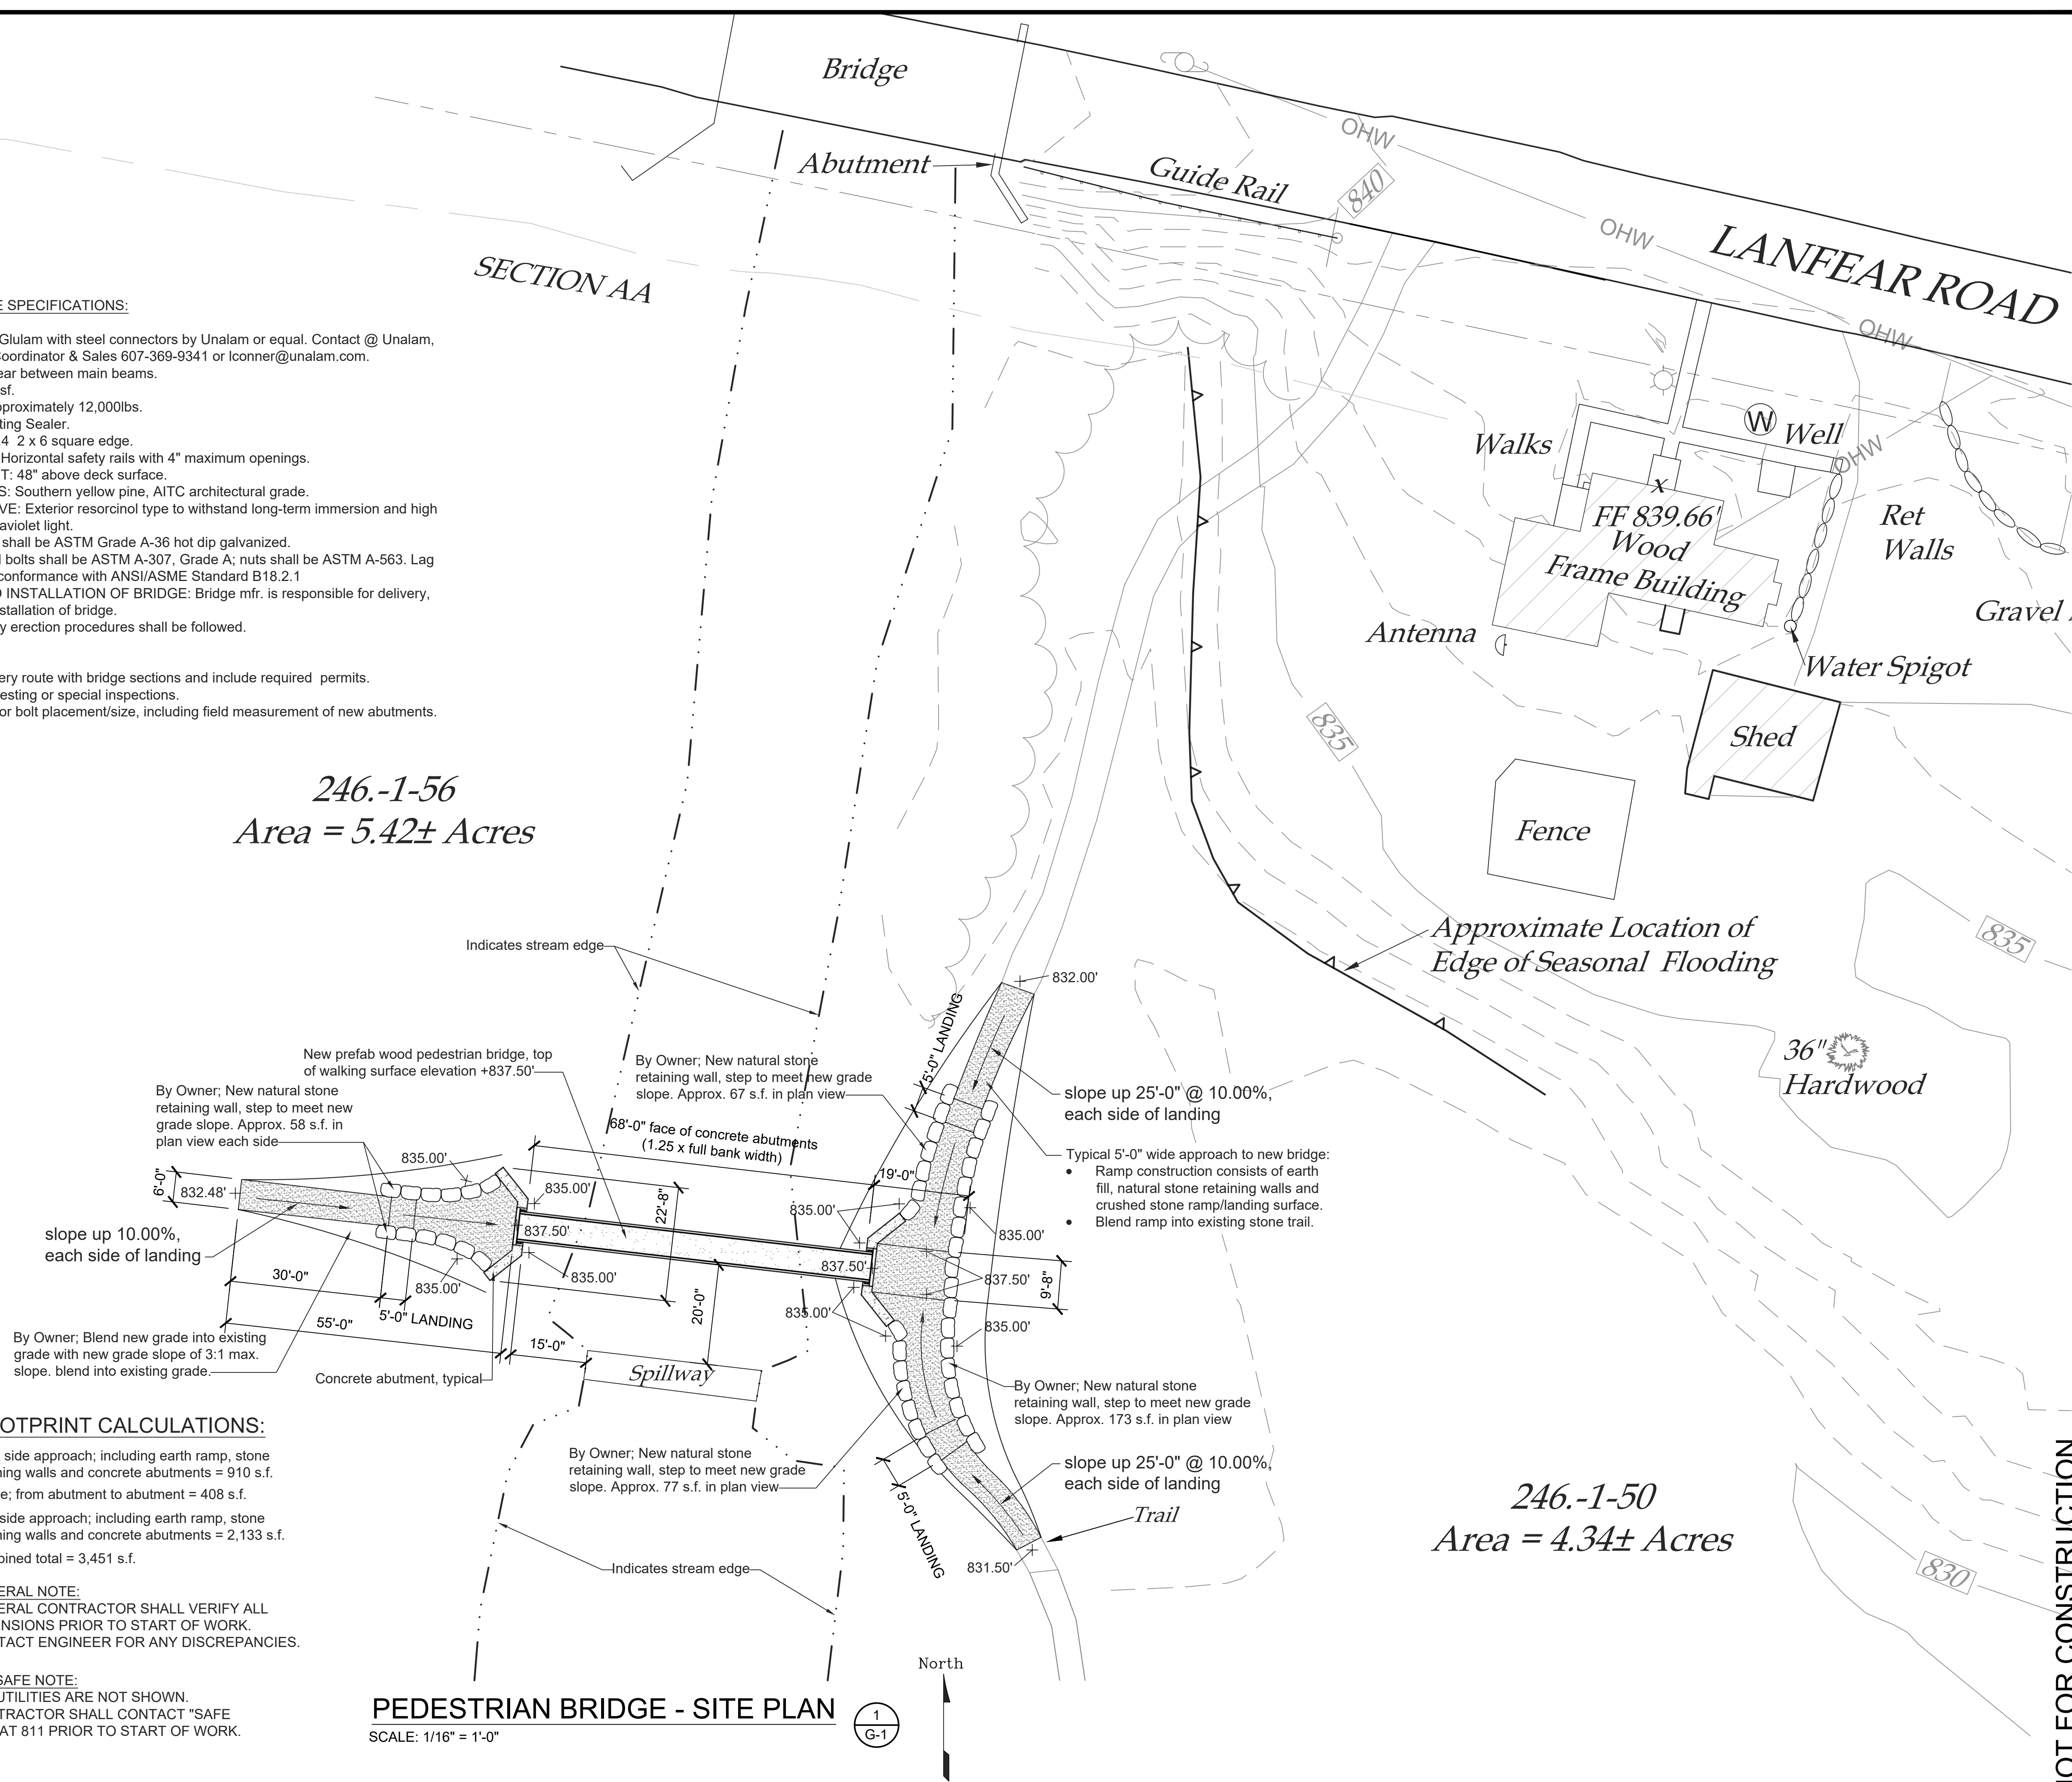 Bridge
Abutment
Guide Rail
OHW
840
OHW
LANFEAR ROAD
OHW
OHW
SECTION AA
E SPECIFICATIONS:
Glulam with steel connectors by Unalam or equal. Contact @ Unalam,
Coordinator & Sales 607-369-9341 or lconner@unalam.com.
ear between main beams.
sf.
pproximately 12,000lbs.
ting Sealer.
4 2 x 6 square edge.
Horizontal safety rails with 4" maximum openings.
T: 48" above deck surface.
S: Southern yellow pine, AITC architectural grade.
VE: Exterior resorcinol type to withstand long-term immersion and high
aviolet light.
shall be ASTM Grade A-36 hot dip galvanized.
l bolts shall be ASTM A-307, Grade A; nuts shall be ASTM A-563. Lag
conformance with ANSI/ASME Standard B18.2.1
INSTALLATION OF BRIDGE: Bridge mfr. is responsible for delivery,
stallation of bridge.
y erection procedures shall be followed.
ery route with bridge sections and include required permits.
esting or special inspections.
or bolt placement/size, including field measurement of new abutments.
Walks
W
Well
x
FF 839.66'
Wood
Frame Building
Ret
Walls
Gravel
Antenna
Water Spigot
Shed
Fence
835
835
246.-1-56
Area = 5.42± Acres
Approximate Location of
Edge of Seasonal Flooding
36"
Hardwood
Indicates stream edge
832.00'
5'-0" LANDING
New prefab wood pedestrian bridge, top
of walking surface elevation +837.50'
By Owner; New natural stone
retaining wall, step to meet new grade
slope. Approx. 67 s.f. in plan view
By Owner; New natural stone
retaining wall, step to meet new
grade slope. Approx. 58 s.f. in
plan view each side
slope up 25'-0" @ 10.00%,
each side of landing
68'-0" face of concrete abutments
(1.25 x full bank width)
Typical 5'-0" wide approach to new bridge:
• Ramp construction consists of earth
fill, natural stone retaining walls and
crushed stone ramp/landing surface.
• Blend ramp into existing stone trail.
835.00'
6'-0"
832.48'
835.00'
22'-8"
19'-0"
835.00'
835.00'
837.50'
837.50'
837.50'
slope up 10.00%,
each side of landing
30'-0"
835.00'
835.00'
9'-8"
5'-0" LANDING
20'-0"
835.00'
835.00'
55'-0"
15'-0"
By Owner; Blend new grade into existing
grade with new grade slope of 3:1 max.
slope. blend into existing grade.
Concrete abutment, typical
Spillway
By Owner; New natural stone
retaining wall, step to meet new grade
slope. Approx. 173 s.f. in plan view
OTPRINT CALCULATIONS:
side approach; including earth ramp, stone
ning walls and concrete abutments = 910 s.f.
e; from abutment to abutment = 408 s.f.
side approach; including earth ramp, stone
ning walls and concrete abutments = 2,133 s.f.
bined total = 3,451 s.f.
By Owner; New natural stone
retaining wall, step to meet new grade
slope. Approx. 77 s.f. in plan view
slope up 25'-0" @ 10.00%,
each side of landing
5'-0" LANDING
Trail
831.50'
246.-1-50
Area = 4.34± Acres
830
Indicates stream edge
ERAL NOTE:
ERAL CONTRACTOR SHALL VERIFY ALL
ENSIONS PRIOR TO START OF WORK.
TACT ENGINEER FOR ANY DISCREPANCIES.
SAFE NOTE:
UTILITIES ARE NOT SHOWN.
TRACTOR SHALL CONTACT "SAFE
AT 811 PRIOR TO START OF WORK.
North
PEDESTRIAN BRIDGE - SITE PLAN
SCALE: 1/16" = 1'-0"
1
G-1
NOT FOR CONSTRUCTION